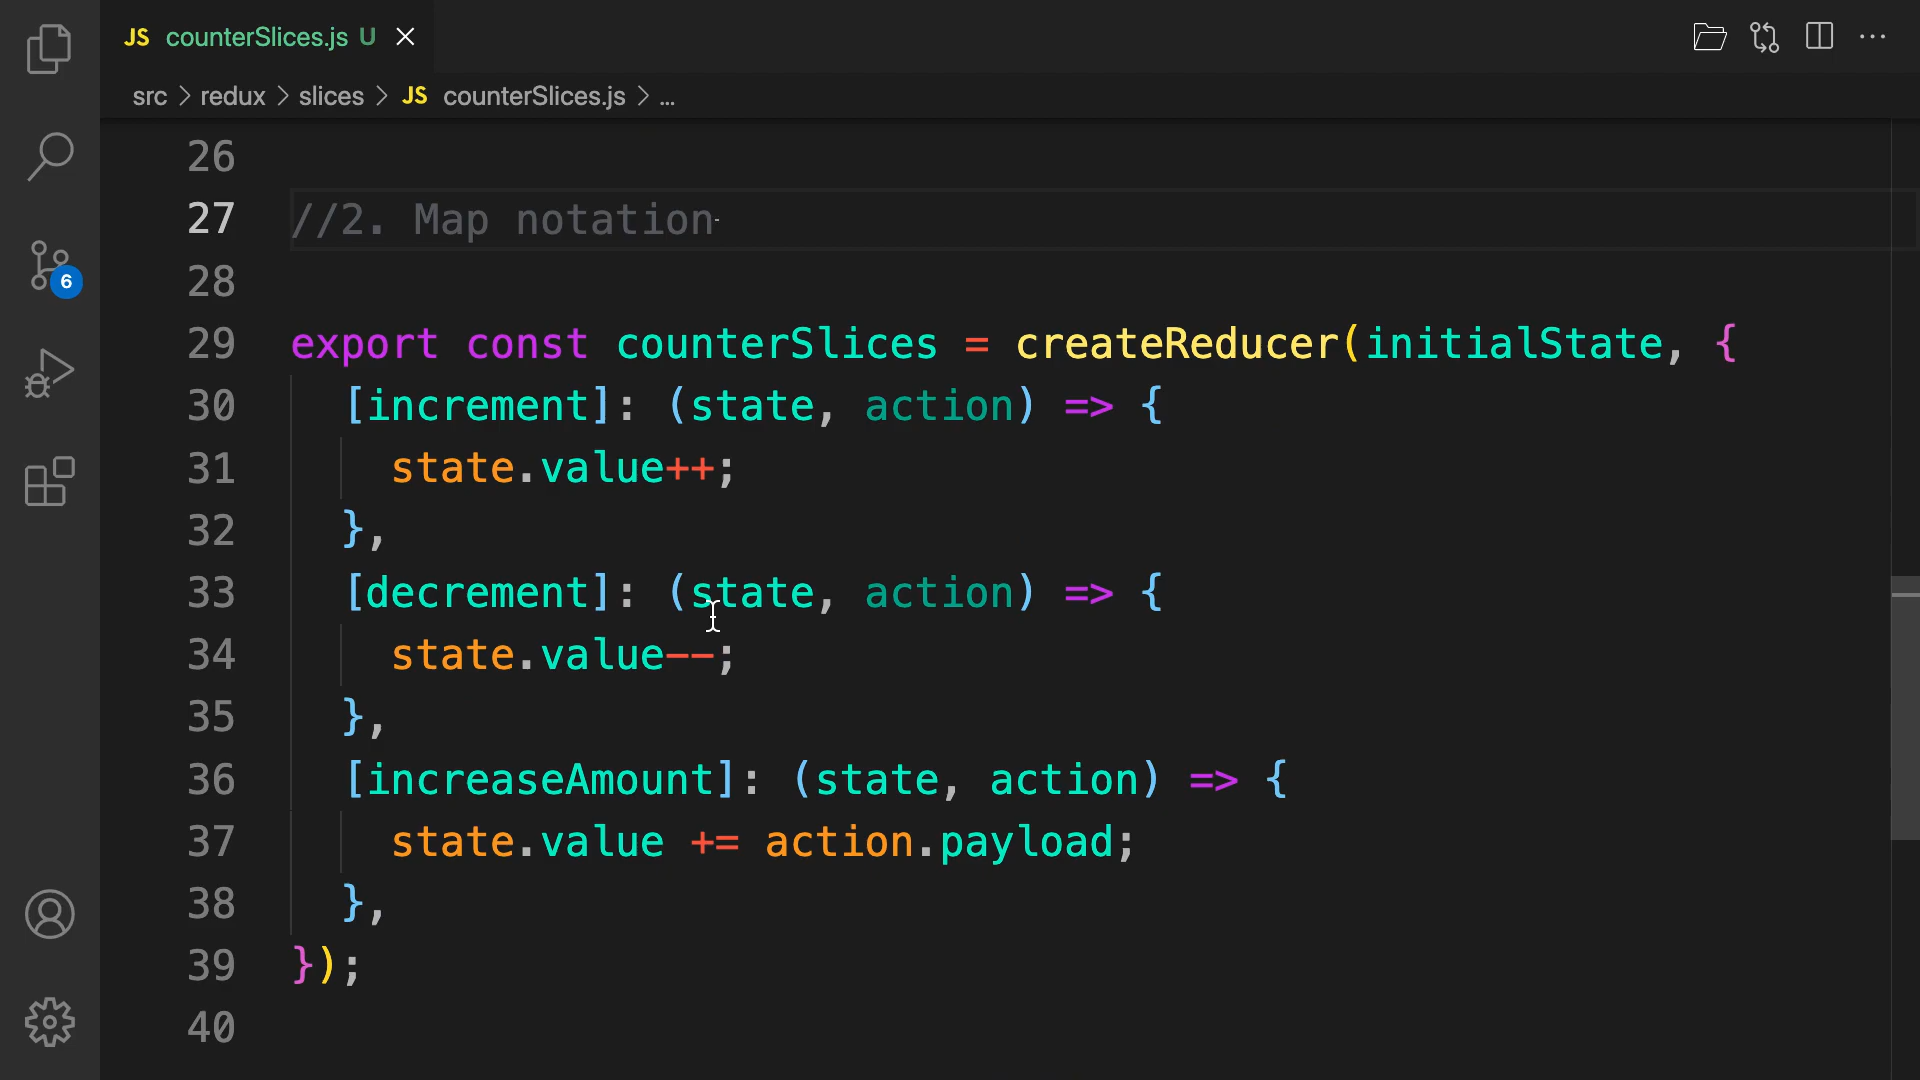 JS counterSlices.js U
src > redux > slices > JS counterSlices.js > ...
6
26
27 //2. Map notation
28
29 export const counterSlices = createReducer(initialState, {
30 [increment]: (state, action) => {
31 state.value++;
32 },
33 [decrement]: (state, action) => {
34 state.value--;
35 },
36 [increaseAmount]: (state, action) => {
37 state.value += action.payload;
38 },
39 });
40